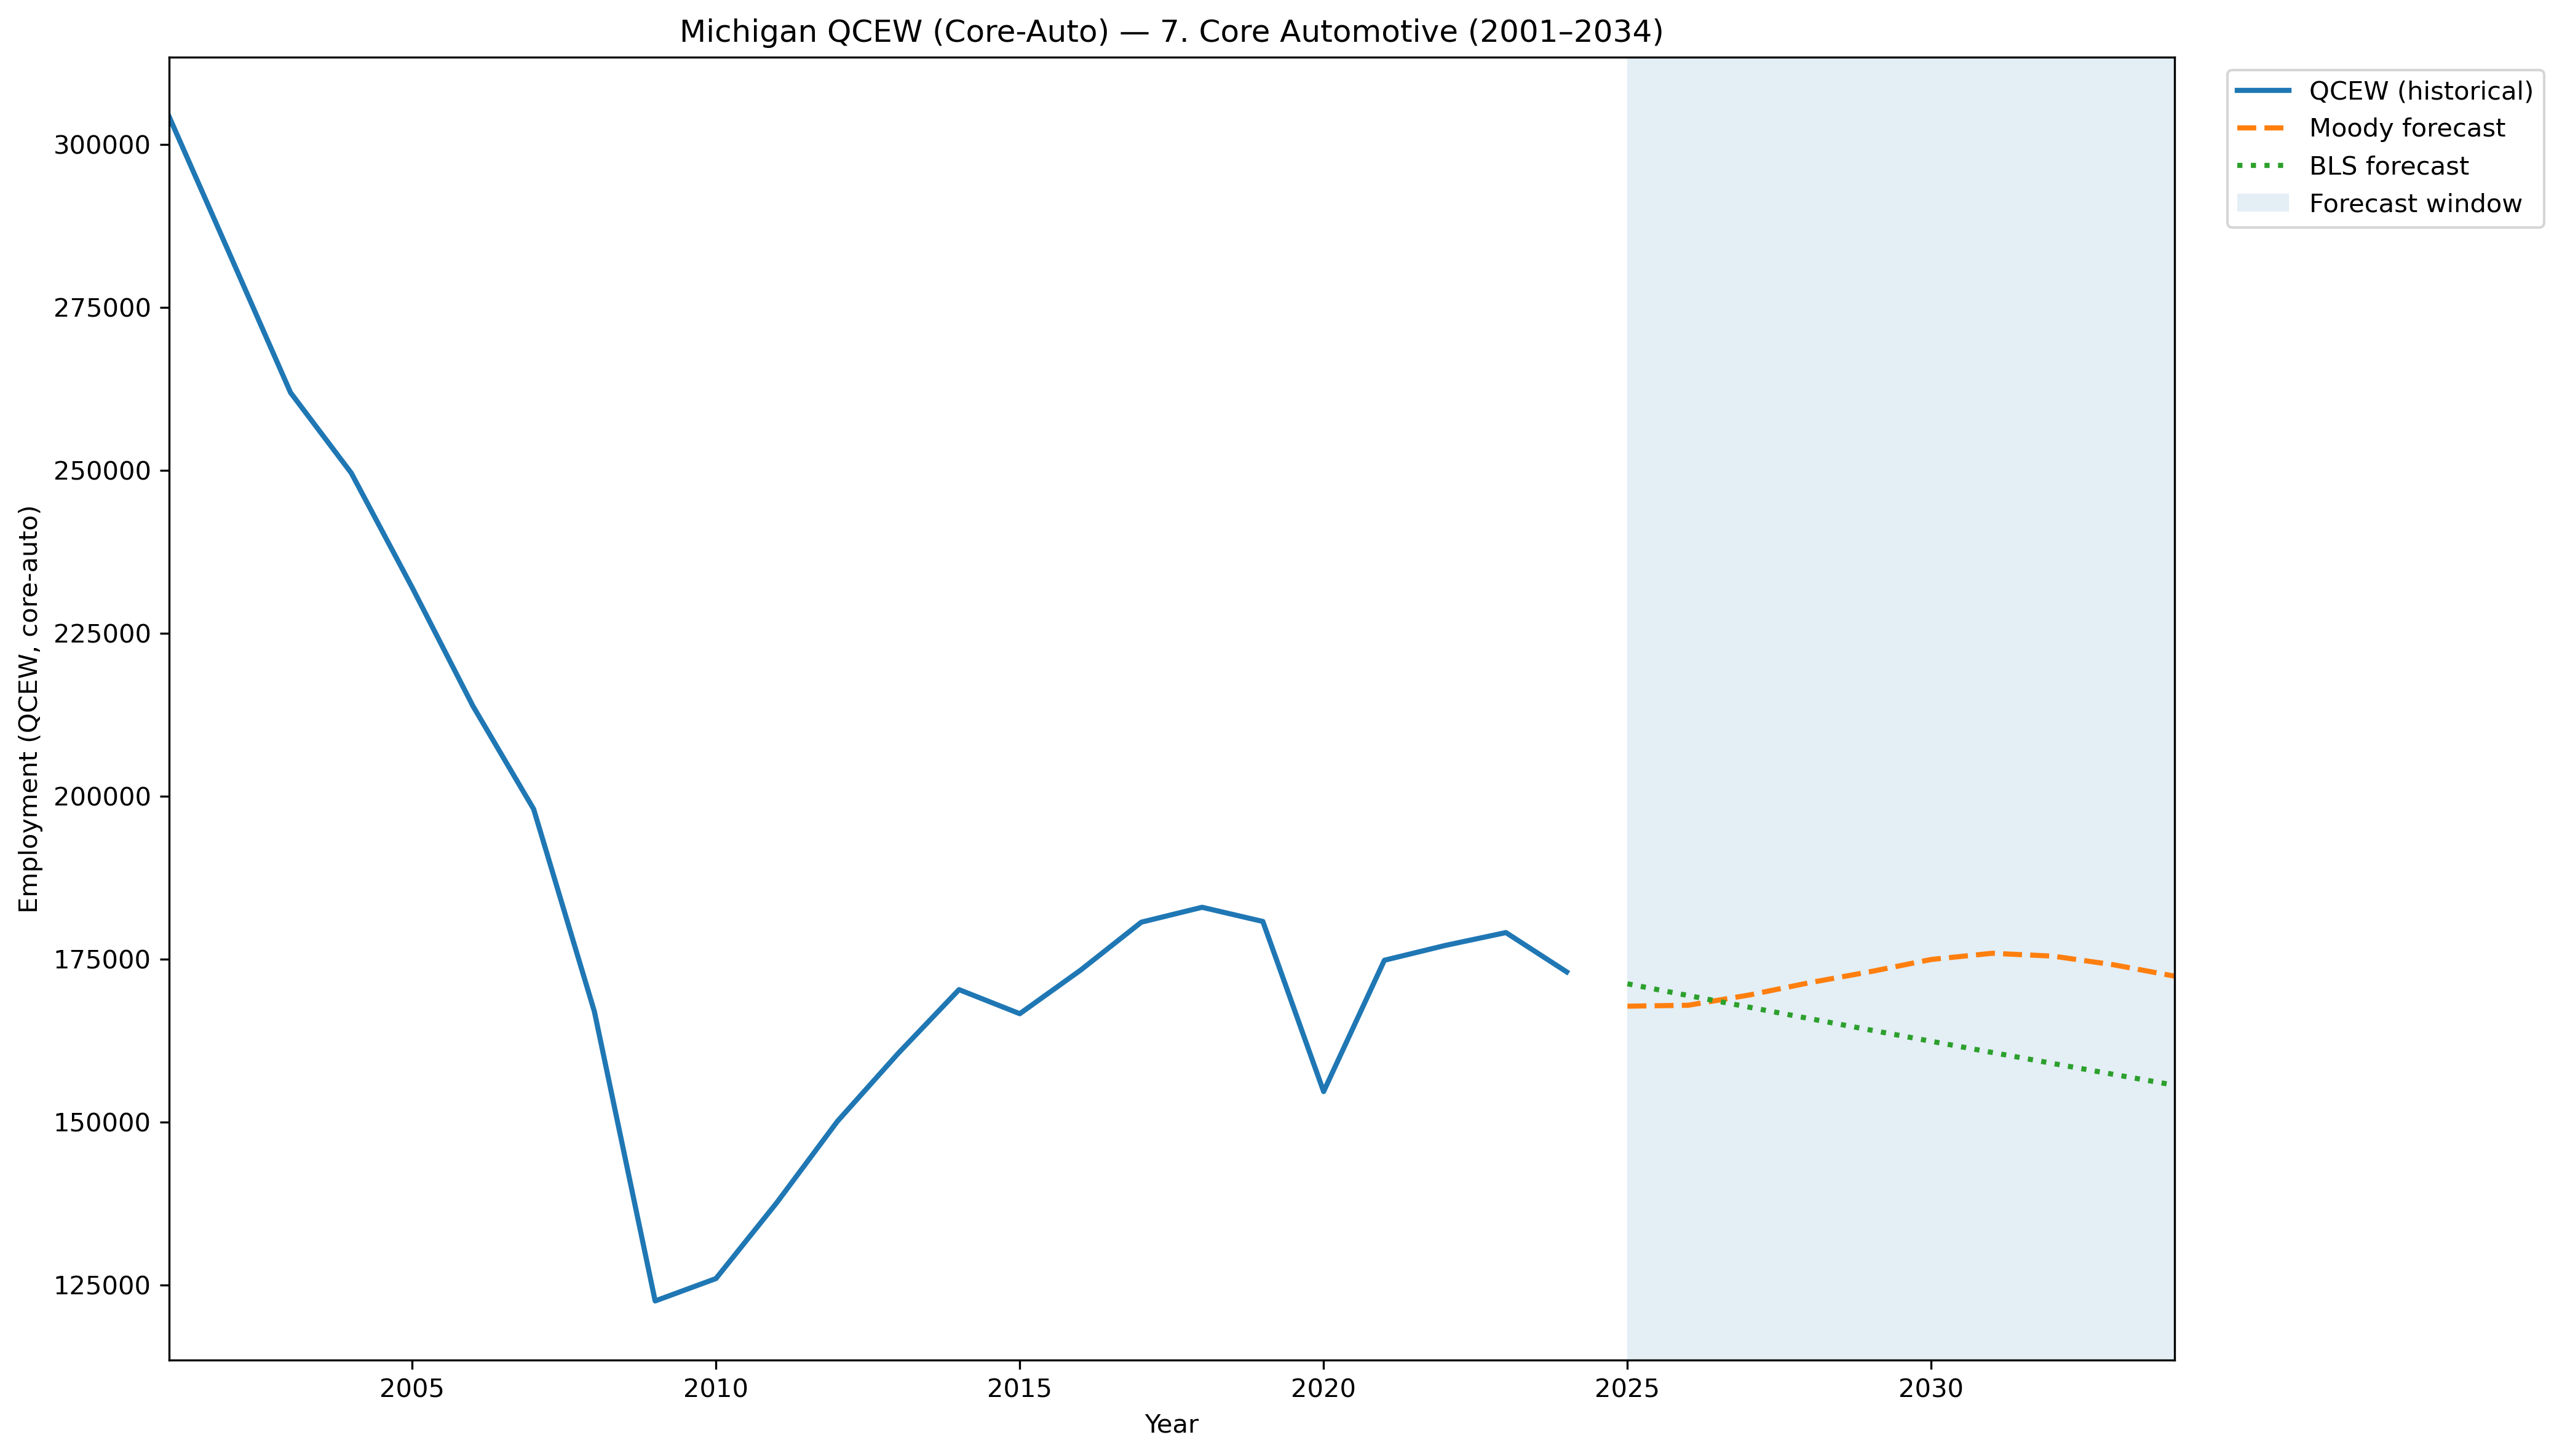 Michigan QCEW (Core-Auto) — 7. Core Automotive (2001–2034)
QCEW (historical)
Moody forecast
BLS forecast
Forecast window
Employment (QCEW, core-auto)
300000
275000
250000
225000
200000
175000
150000
125000
2005
2010
2015
2020
2025
2030
Year